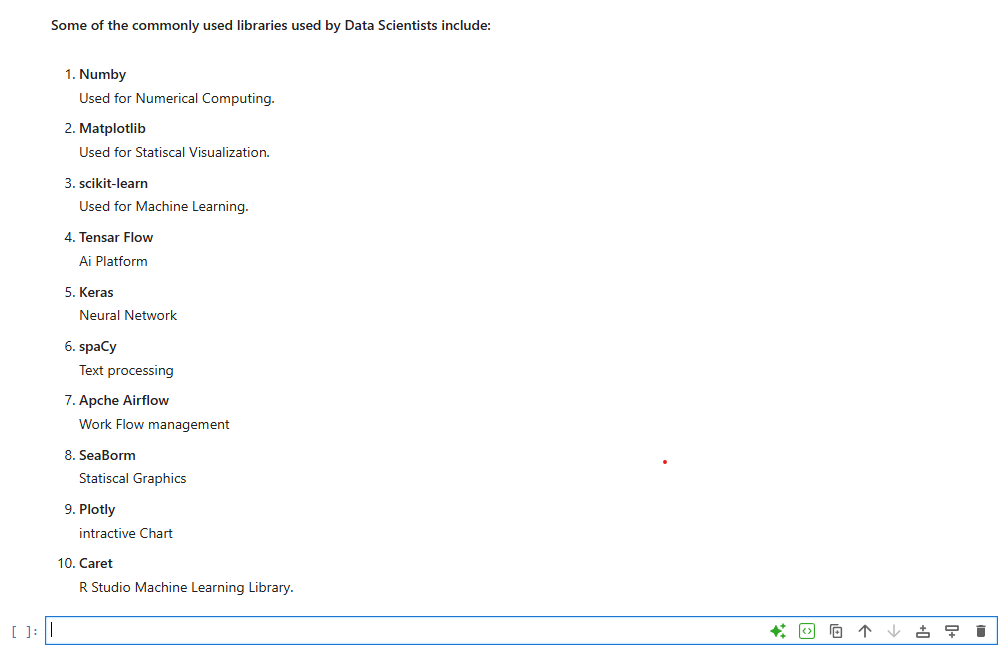 Some of the commonly used libraries used by Data Scientists include:
1. Numby
Used for Numerical Computing.
2. Matplotlib
Used for Statiscal Visualization.
3. scikit-learn
Used for Machine Learning.
4. Tensar Flow
Ai Platform
5. Keras
Neural Network
6. spaCy
Text processing
7. Apche Airflow
Work Flow management
8. SeaBorm
Statiscal Graphics
9. Plotly
intractive Chart
10. Caret
R Studio Machine Learning Library.
[ ]: